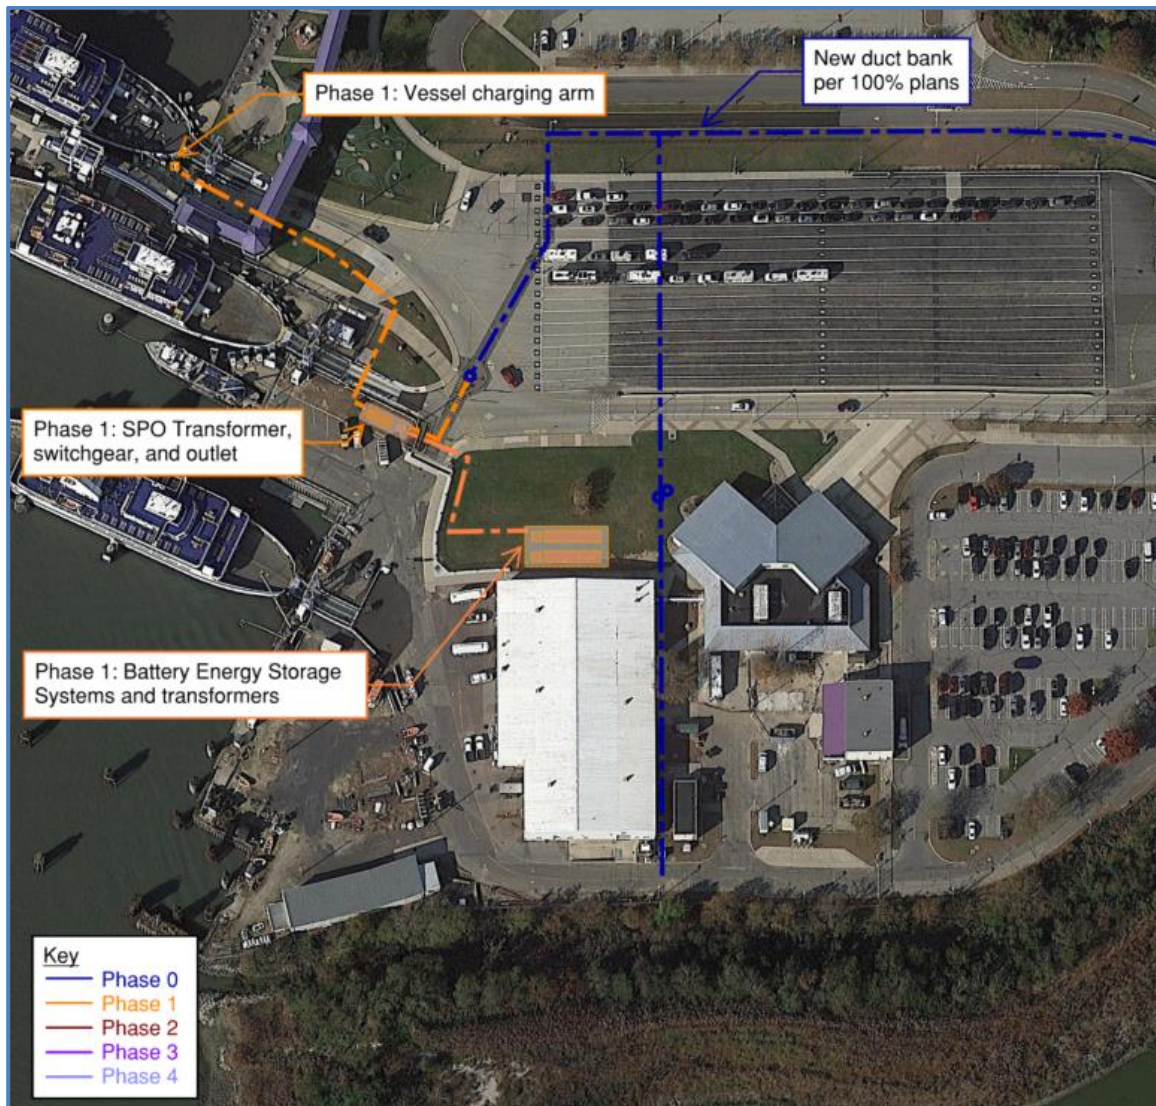 New duct bank
per 100% plans
Phase 1: Vessel charging arm
Phase 1: SPO Transformer,
switchgear, and outlet
Phase 1: Battery Energy Storage
Systems and transformers
Key
Phase 0
Phase 1
Phase 2
Phase 3
Phase 4